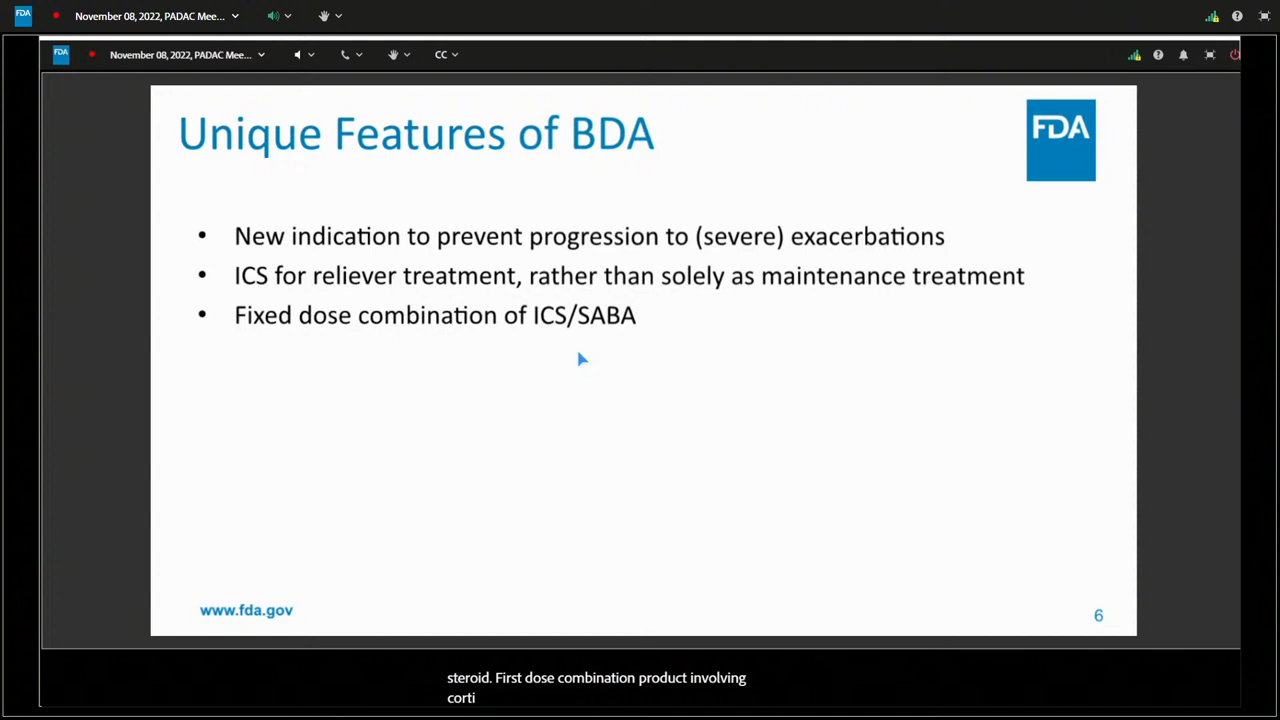 FDA
November 08, 2022, PADAC Mee...
FDA
November 08, 2022, PADAC Mee...
CC
Unique Features of BDA
FDA
• New indication to prevent progression to (severe) exacerbations
• ICS for reliever treatment, rather than solely as maintenance treatment
• Fixed dose combination of ICS/SABA
www.fda.gov
6
steroid. First dose combination product involving
corti